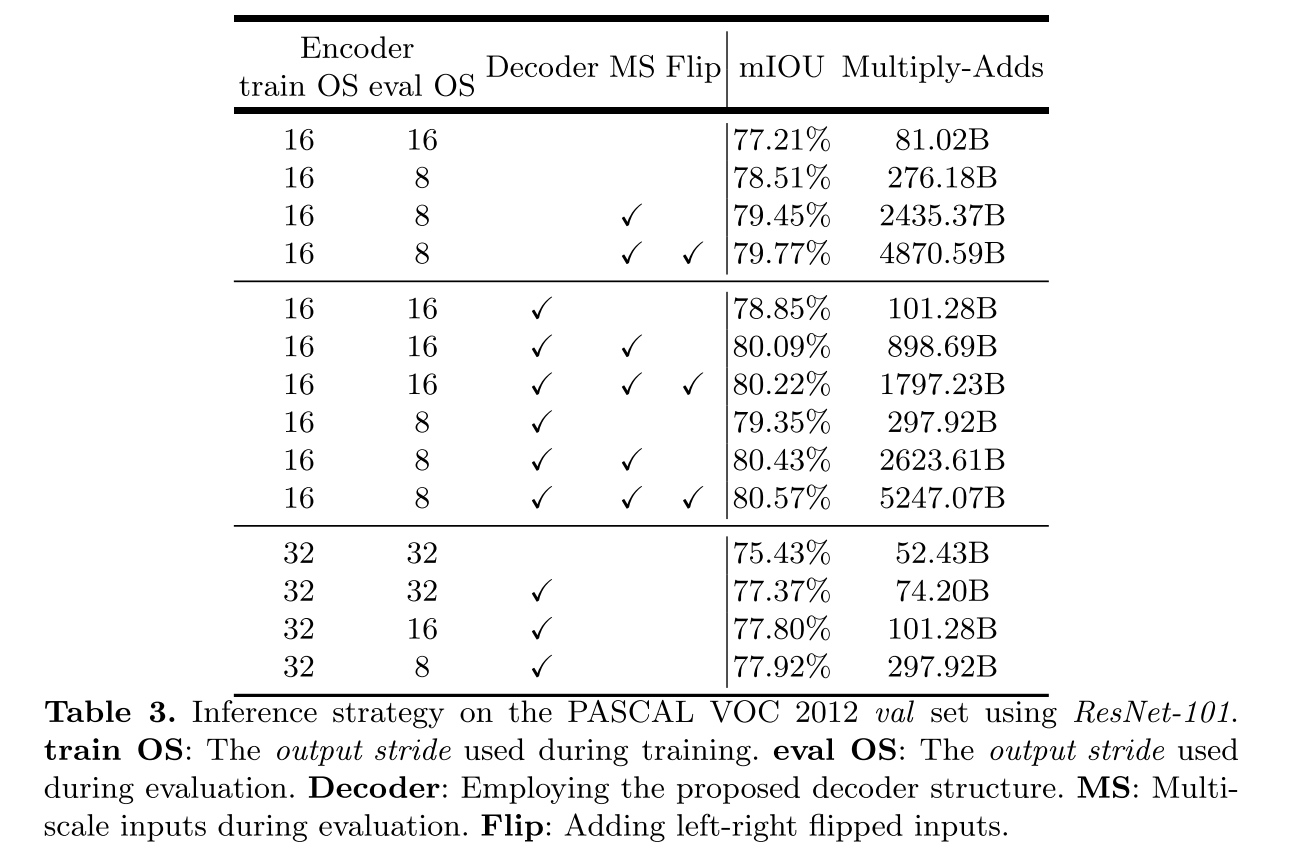 Encoder
train OS eval OS Decoder MS Flip mIOU Multiply-Adds
16 16 77.21% 81.02B
16 8 78.51% 276.18B
16 8 ✓ 79.45% 2435.37B
16 8 ✓ ✓ 79.77% 4870.59B
16 16 ✓ 78.85% 101.28B
16 16 ✓ ✓ 80.09% 898.69B
16 16 ✓ ✓ ✓ 80.22% 1797.23B
16 8 ✓ 79.35% 297.92B
16 8 ✓ ✓ 80.43% 2623.61B
16 8 ✓ ✓ ✓ 80.57% 5247.07B
32 32 75.43% 52.43B
32 32 ✓ 77.37% 74.20B
32 16 ✓ 77.80% 101.28B
32 8 ✓ 77.92% 297.92B
Table 3. Inference strategy on the PASCAL VOC 2012 val set using ResNet-101.
train OS: The output stride used during training. eval OS: The output stride used
during evaluation. Decoder: Employing the proposed decoder structure. MS: Multi-
scale inputs during evaluation. Flip: Adding left-right flipped inputs.